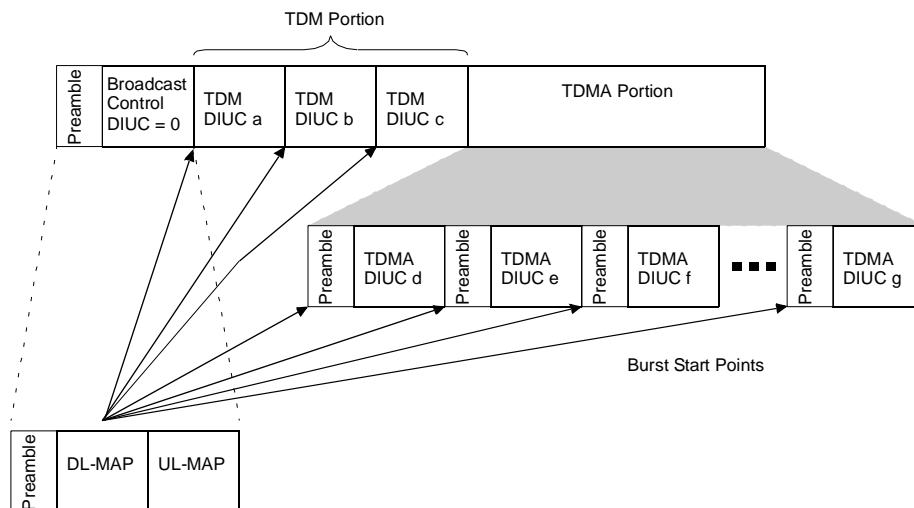 TDM Portion
Preamble
Broadcast
Control
DIUC = 0
TDM
DIUC a
TDM
DIUC b
TDM
DIUC c
TDMA Portion
Preamble
TDMA
DIUC d
Preamble
TDMA
DIUC e
Preamble
TDMA
DIUC f
Preamble
TDMA
DIUC g
Burst Start Points
Preamble
DL-MAP
UL-MAP